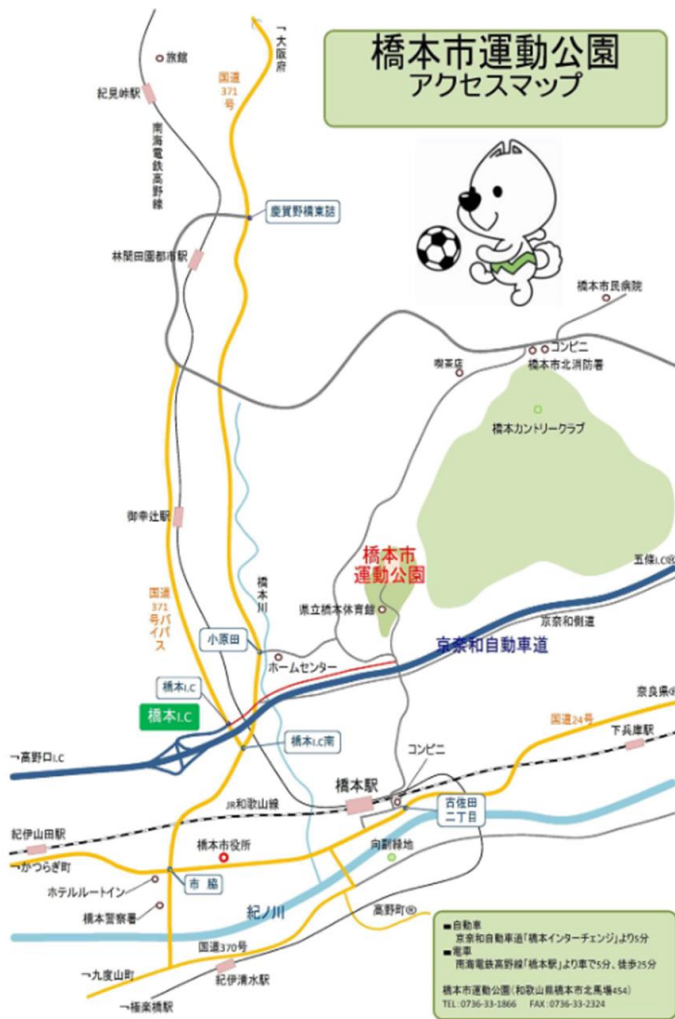 橋本市運動公園
アクセスマップ
→大阪府
旅館
国道
371
号
紀見峠駅
南海電鉄高野線
慶賀野橋東詰
林間田園都市駅
橋本市民病院
コンビニ
橋本市北消防署
喫茶店
橋本カントリークラブ
御幸辻駅
橋本市
運動公園
五條I.C
国道
371
号バイパス
橋本川
県立橋本体育館
京奈和側道
小原田
京奈和自動車道
ホームセンター
橋本I.C
奈良県
橋本I.C
国道24号
橋本I.C南
下兵庫駅
コンビニ
→高野口I.C
橋本駅
JR和歌山線
古佐田
二丁目
紀伊山田駅
橋本市役所
向副緑地
→かつらぎ町
市脇
ホテルルートイン
橋本警察署
紀ノ川
高野町
国道370号
→九度山町
紀伊清水駅
→極楽橋駅
■自動車
京奈和自動車道「橋本インターチェンジ」より5分
■電車
南海電鉄高野線「橋本駅」より車で5分、徒歩25分
橋本市運動公園(和歌山県橋本市北馬場454)
TEL:0736-33-1866 FAX:0736-33-2324